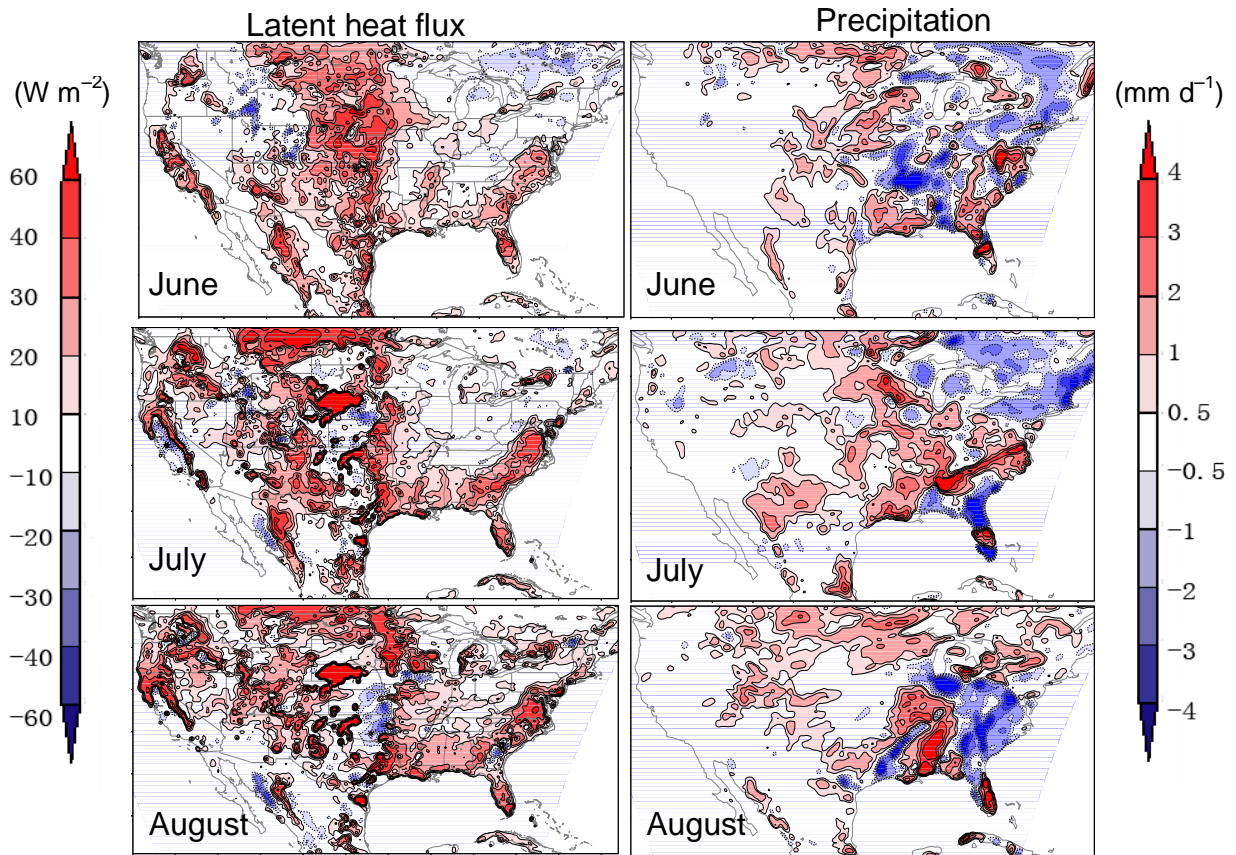 Latent heat flux
Precipitation
(W m⁻²)
(mm d⁻¹)
60
40
30
20
10
−10
−20
−30
−40
−60
June
June
July
July
August
August
4
3
2
1
0. 5
−0. 5
−1
−2
−3
−4